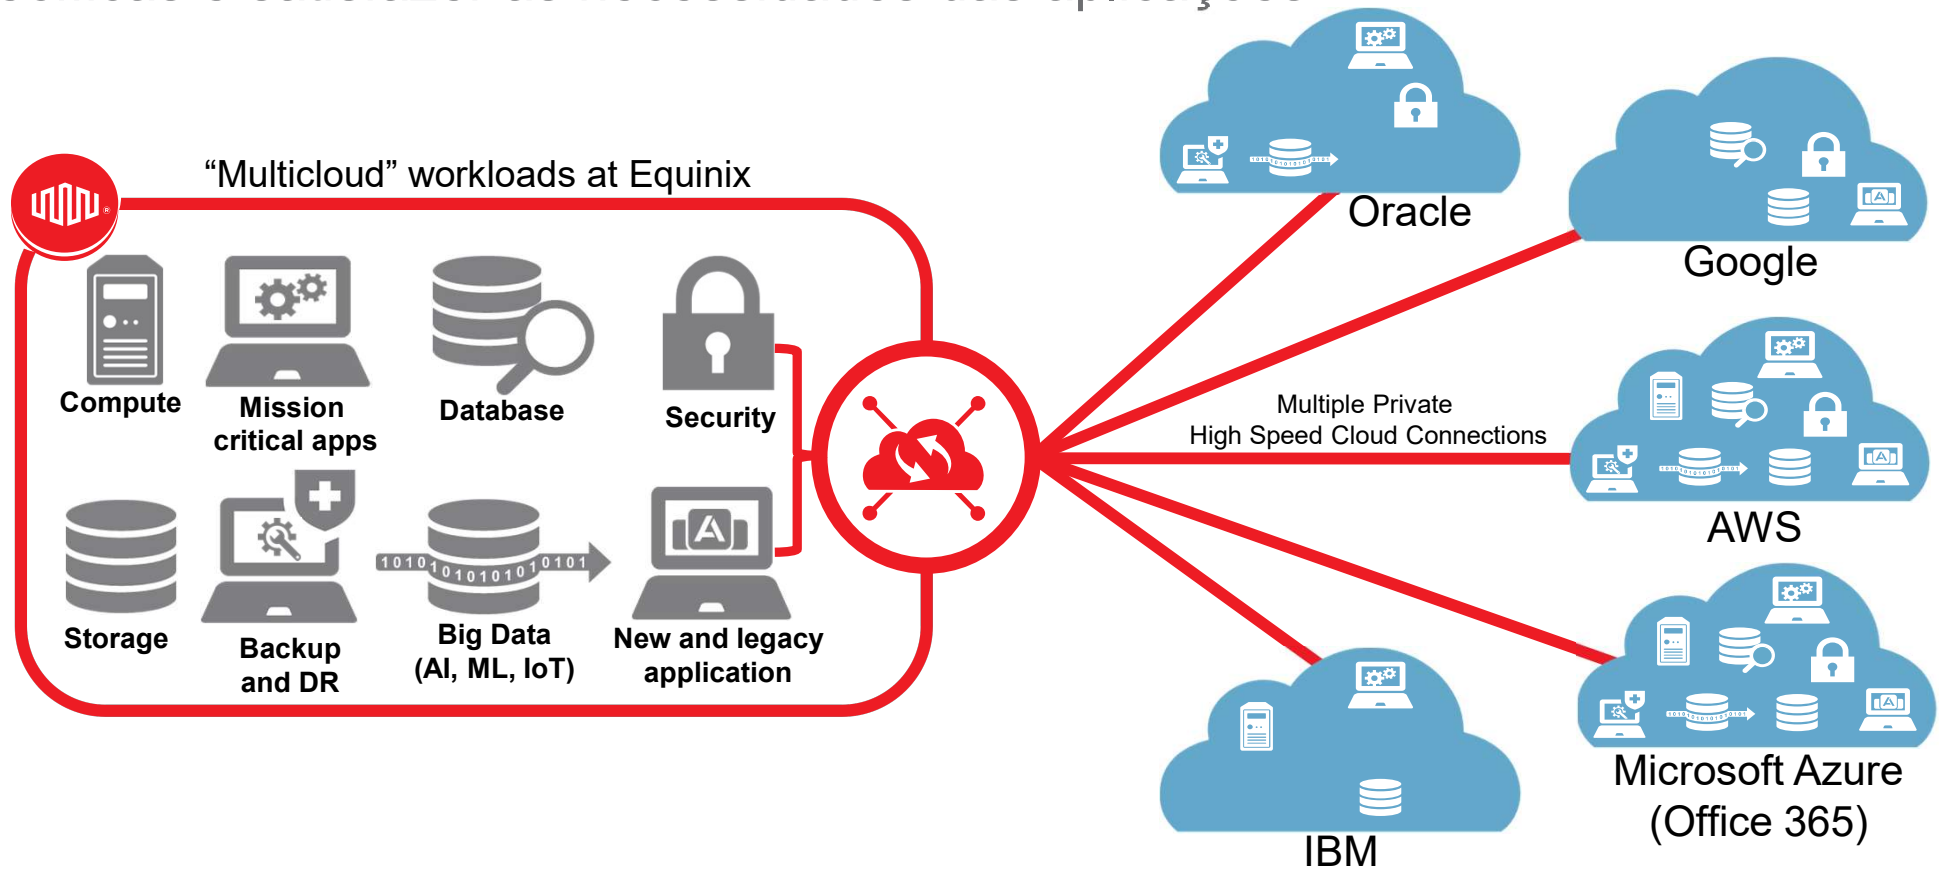 “Multicloud” workloads at Equinix
®
Compute
Mission
critical apps
Database
Security
Storage
Backup
and DR
1010101010101010101
Big Data
(AI, ML, IoT)
A
New and legacy
application
Multiple Private
High Speed Cloud Connections
Oracle
Google
AWS
Microsoft Azure
(Office 365)
IBM